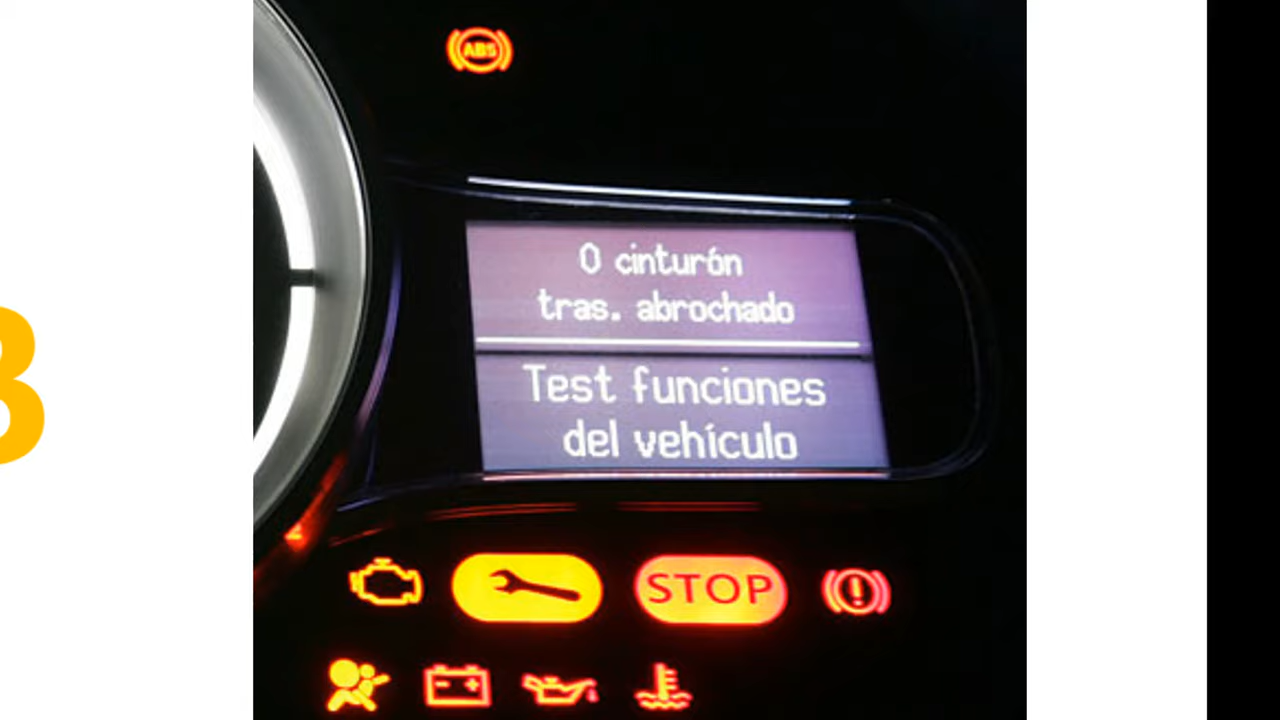 ABS
0 cinturón
tras. abrochado
Test funciones
del vehículo
STOP